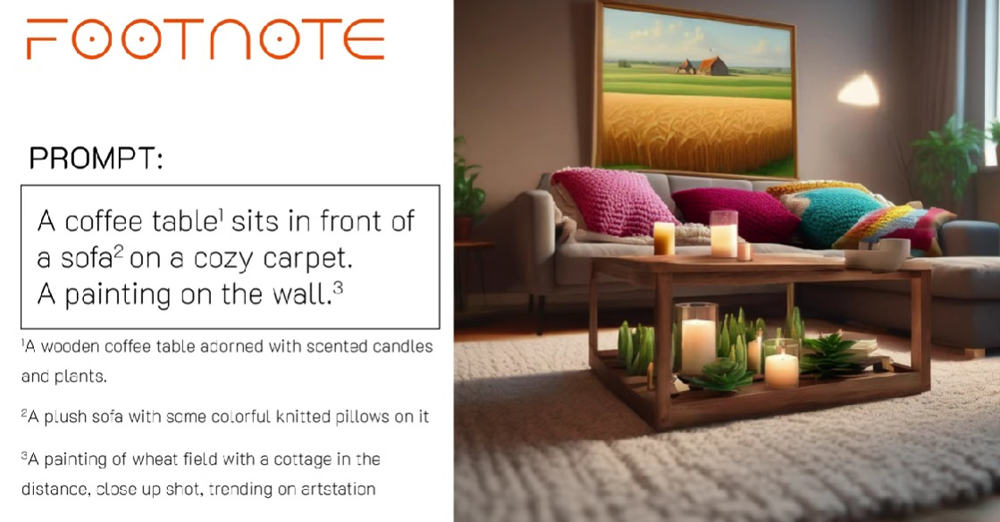 FOOTNOTE
PROMPT:
A coffee table¹ sits in front of
a sofa² on a cozy carpet.
A painting on the wall.³
¹A wooden coffee table adorned with scented candles
and plants.
²A plush sofa with some colorful knitted pillows on it
³A painting of wheat field with a cottage in the
distance, close up shot, trending on artstation